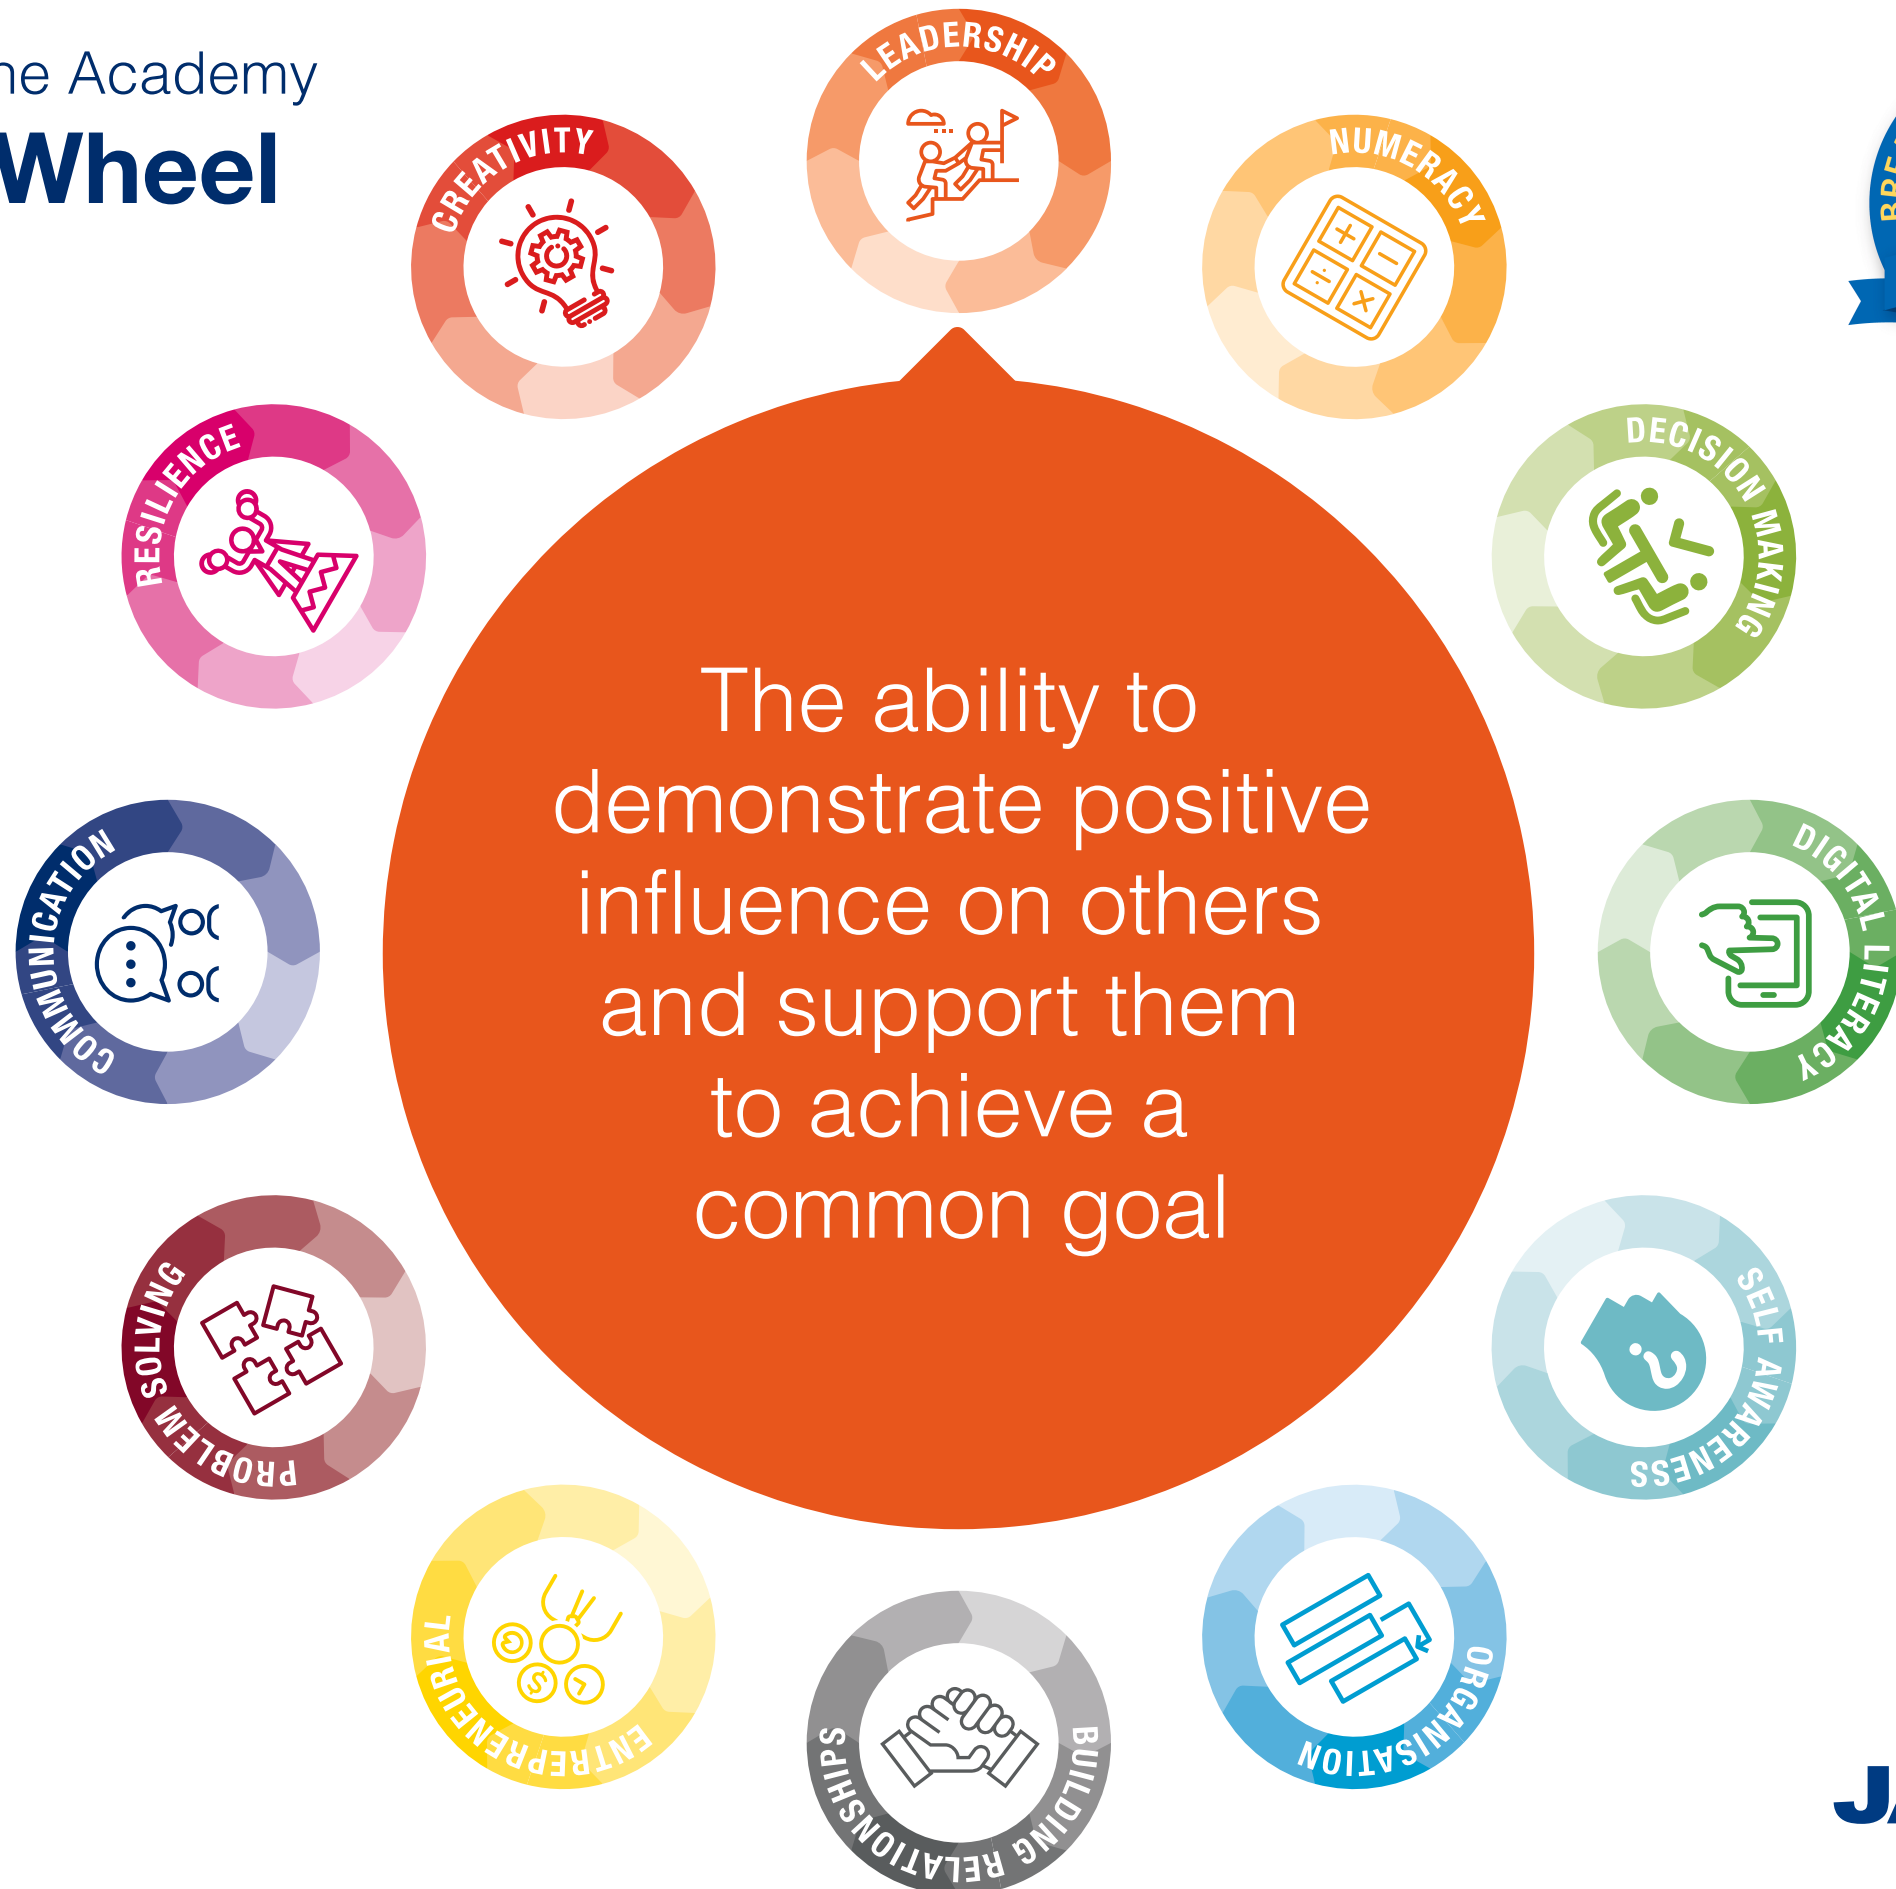 Academy
Wheel
LEADERSHIP
CREATIVITY
NUMERACY
RESILIENCE
DECISION MAKING
COMMUNICATION
DIGITAL LITERACY
The ability to
demonstrate positive
influence on others
and support them
to achieve a
common goal
PROBLEM SOLVING
SELF AWARENESS
ENTREPRENEURIAL
ORGANISATION
BUILDING RELATIONSHIPS